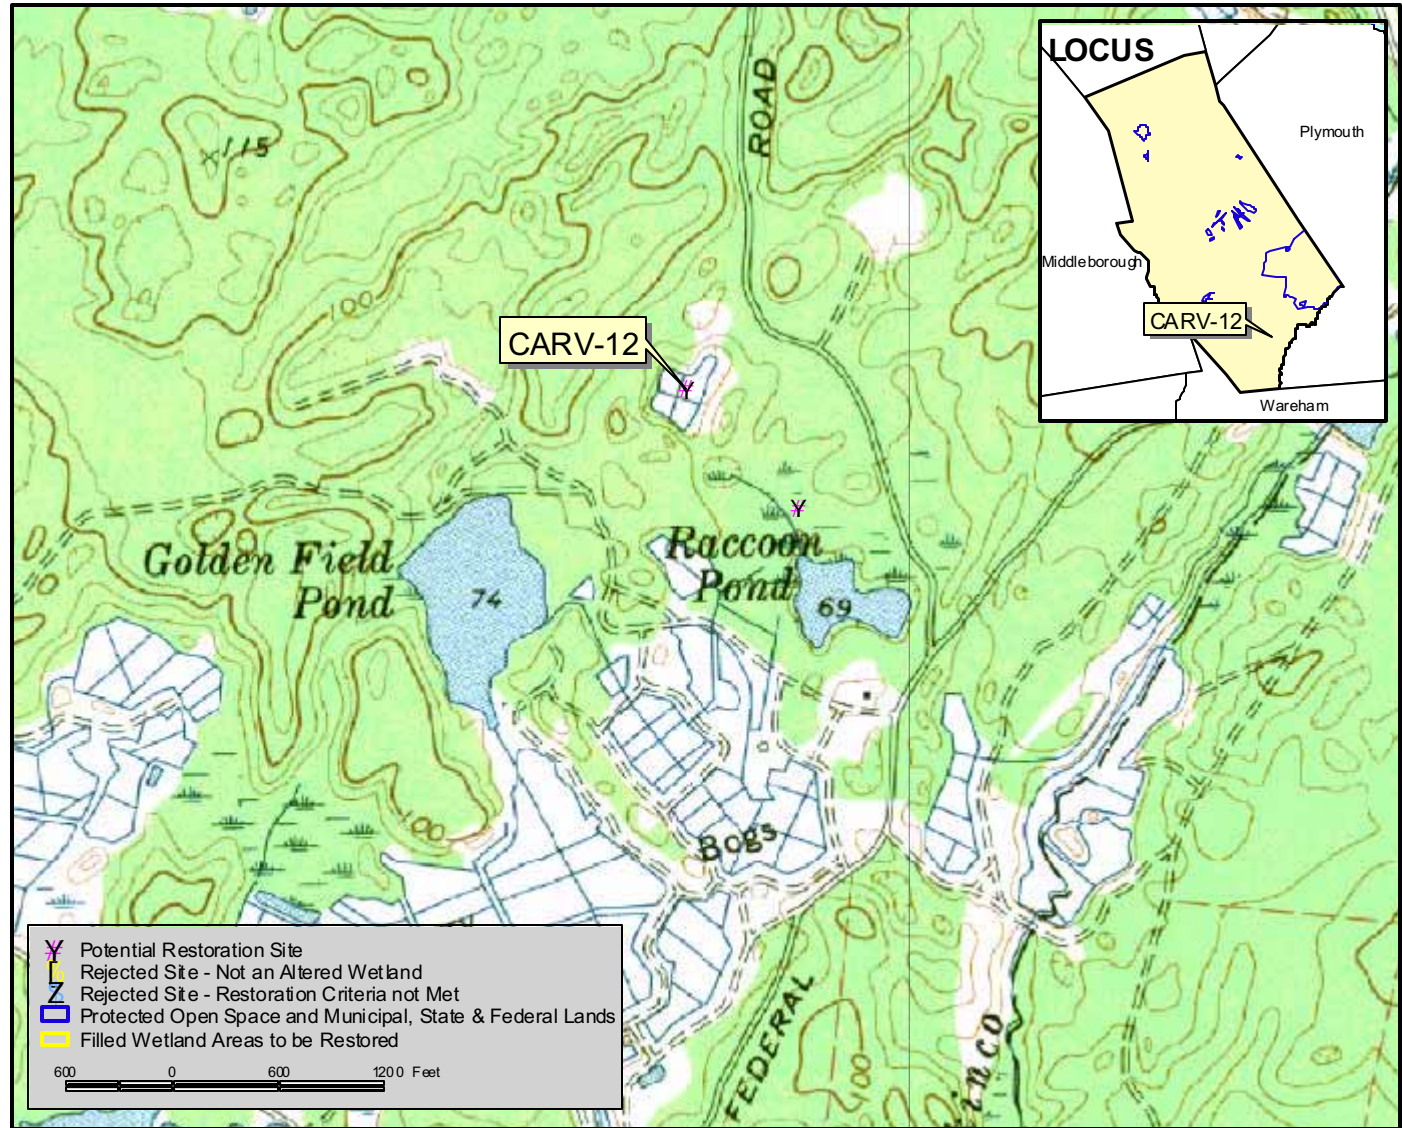 LOCUS
Plymouth
Middleborough
CARV-12
Wareham
ROAD
115
100
CARV-12
Y
Y
Golden Field
Pond
74
Raccoon
Pond
69
100
Bogs
FEDERAL
100
Y Potential Restoration Site
Rejected Site - Not an Altered Wetland
Z Rejected Site - Restoration Criteria not Met
Protected Open Space and Municipal, State & Federal Lands
Filled Wetland Areas to be Restored
600 0 600 1200 Feet